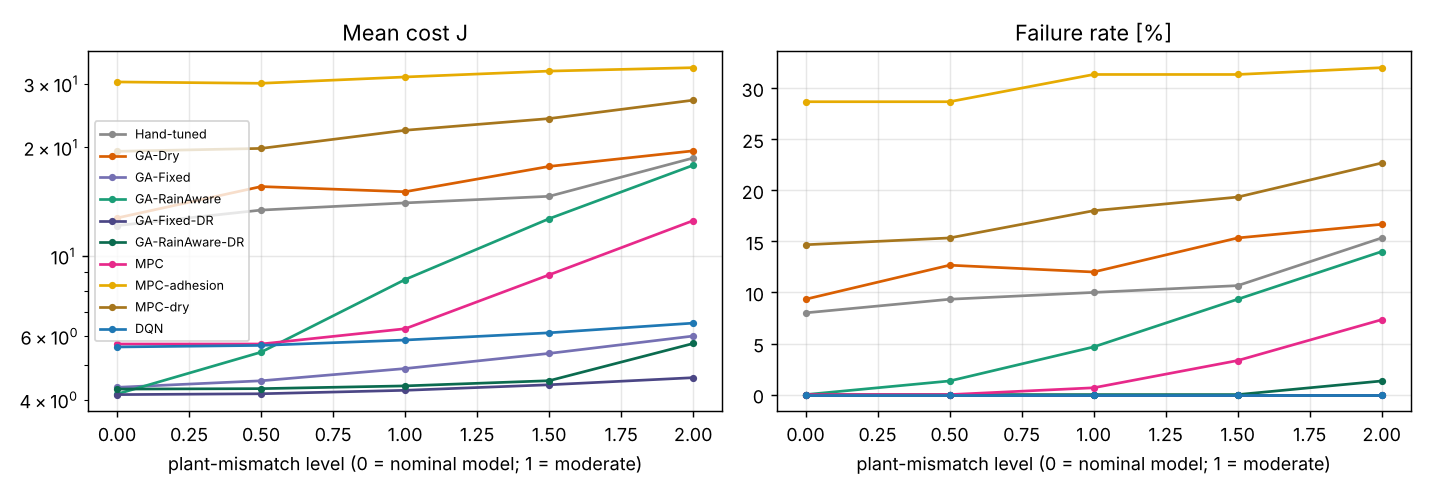 Mean cost J
3 × 10¹
2 × 10¹
10¹
6 × 10⁰
4 × 10⁰
Hand-tuned
GA-Dry
GA-Fixed
GA-RainAware
GA-Fixed-DR
GA-RainAware-DR
MPC
MPC-adhesion
MPC-dry
DQN
0.00 0.25 0.50 0.75 1.00 1.25 1.50 1.75 2.00
plant-mismatch level (0 = nominal model; 1 = moderate)
Failure rate [%]
30
25
20
15
10
5
0
0.00 0.25 0.50 0.75 1.00 1.25 1.50 1.75 2.00
plant-mismatch level (0 = nominal model; 1 = moderate)